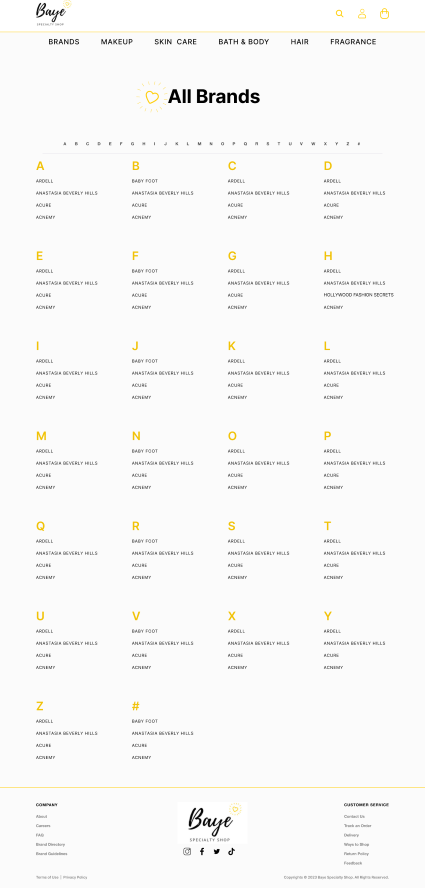 Baye
SPECIALTY SHOP
BRANDS MAKEUP SKIN CARE BATH & BODY HAIR FRAGRANCE
All Brands
A B C D E F G H I J K L M N O P Q R S T U V W X Y Z #
A B C D
ARDELL BABY FOOT ARDELL ARDELL
ANASTASIA BEVERLY HILLS ANASTASIA BEVERLY HILLS ANASTASIA BEVERLY HILLS ANASTASIA BEVERLY HILLS
ACURE ACURE ACURE ACURE
ACNEMY ACNEMY ACNEMY ACNEMY
E F G H
ARDELL BABY FOOT ARDELL ARDELL
ANASTASIA BEVERLY HILLS ANASTASIA BEVERLY HILLS ANASTASIA BEVERLY HILLS ANASTASIA BEVERLY HILLS
ACURE ACURE ACURE HOLLYWOOD FASHION SECRETS
ACNEMY ACNEMY ACNEMY ACNEMY
I J K L
ARDELL BABY FOOT ARDELL ARDELL
ANASTASIA BEVERLY HILLS ANASTASIA BEVERLY HILLS ANASTASIA BEVERLY HILLS ANASTASIA BEVERLY HILLS
ACURE ACURE ACURE ACURE
ACNEMY ACNEMY ACNEMY ACNEMY
M N O P
ARDELL BABY FOOT ARDELL ARDELL
ANASTASIA BEVERLY HILLS ANASTASIA BEVERLY HILLS ANASTASIA BEVERLY HILLS ANASTASIA BEVERLY HILLS
ACURE ACURE ACURE ACURE
ACNEMY ACNEMY ACNEMY ACNEMY
Q R S T
ARDELL BABY FOOT ARDELL ARDELL
ANASTASIA BEVERLY HILLS ANASTASIA BEVERLY HILLS ANASTASIA BEVERLY HILLS ANASTASIA BEVERLY HILLS
ACURE ACURE ACURE ACURE
ACNEMY ACNEMY ACNEMY ACNEMY
U V X Y
ARDELL BABY FOOT ARDELL ARDELL
ANASTASIA BEVERLY HILLS ANASTASIA BEVERLY HILLS ANASTASIA BEVERLY HILLS ANASTASIA BEVERLY HILLS
ACURE ACURE ACURE ACURE
ACNEMY ACNEMY ACNEMY ACNEMY
Z #
ARDELL BABY FOOT
ANASTASIA BEVERLY HILLS ANASTASIA BEVERLY HILLS
ACURE ACURE
ACNEMY ACNEMY
COMPANY
About
Careers
FAQ
Brand Directory
Brand Guidelines
Baye
SPECIALTY SHOP
CUSTOMER SERVICE
Contact Us
Track an Order
Delivery
Ways to Shop
Return Policy
Feedback
Terms of Use | Privacy Policy
Copyrights © 2023 Baye Specialty Shop. All Rights Reserved.